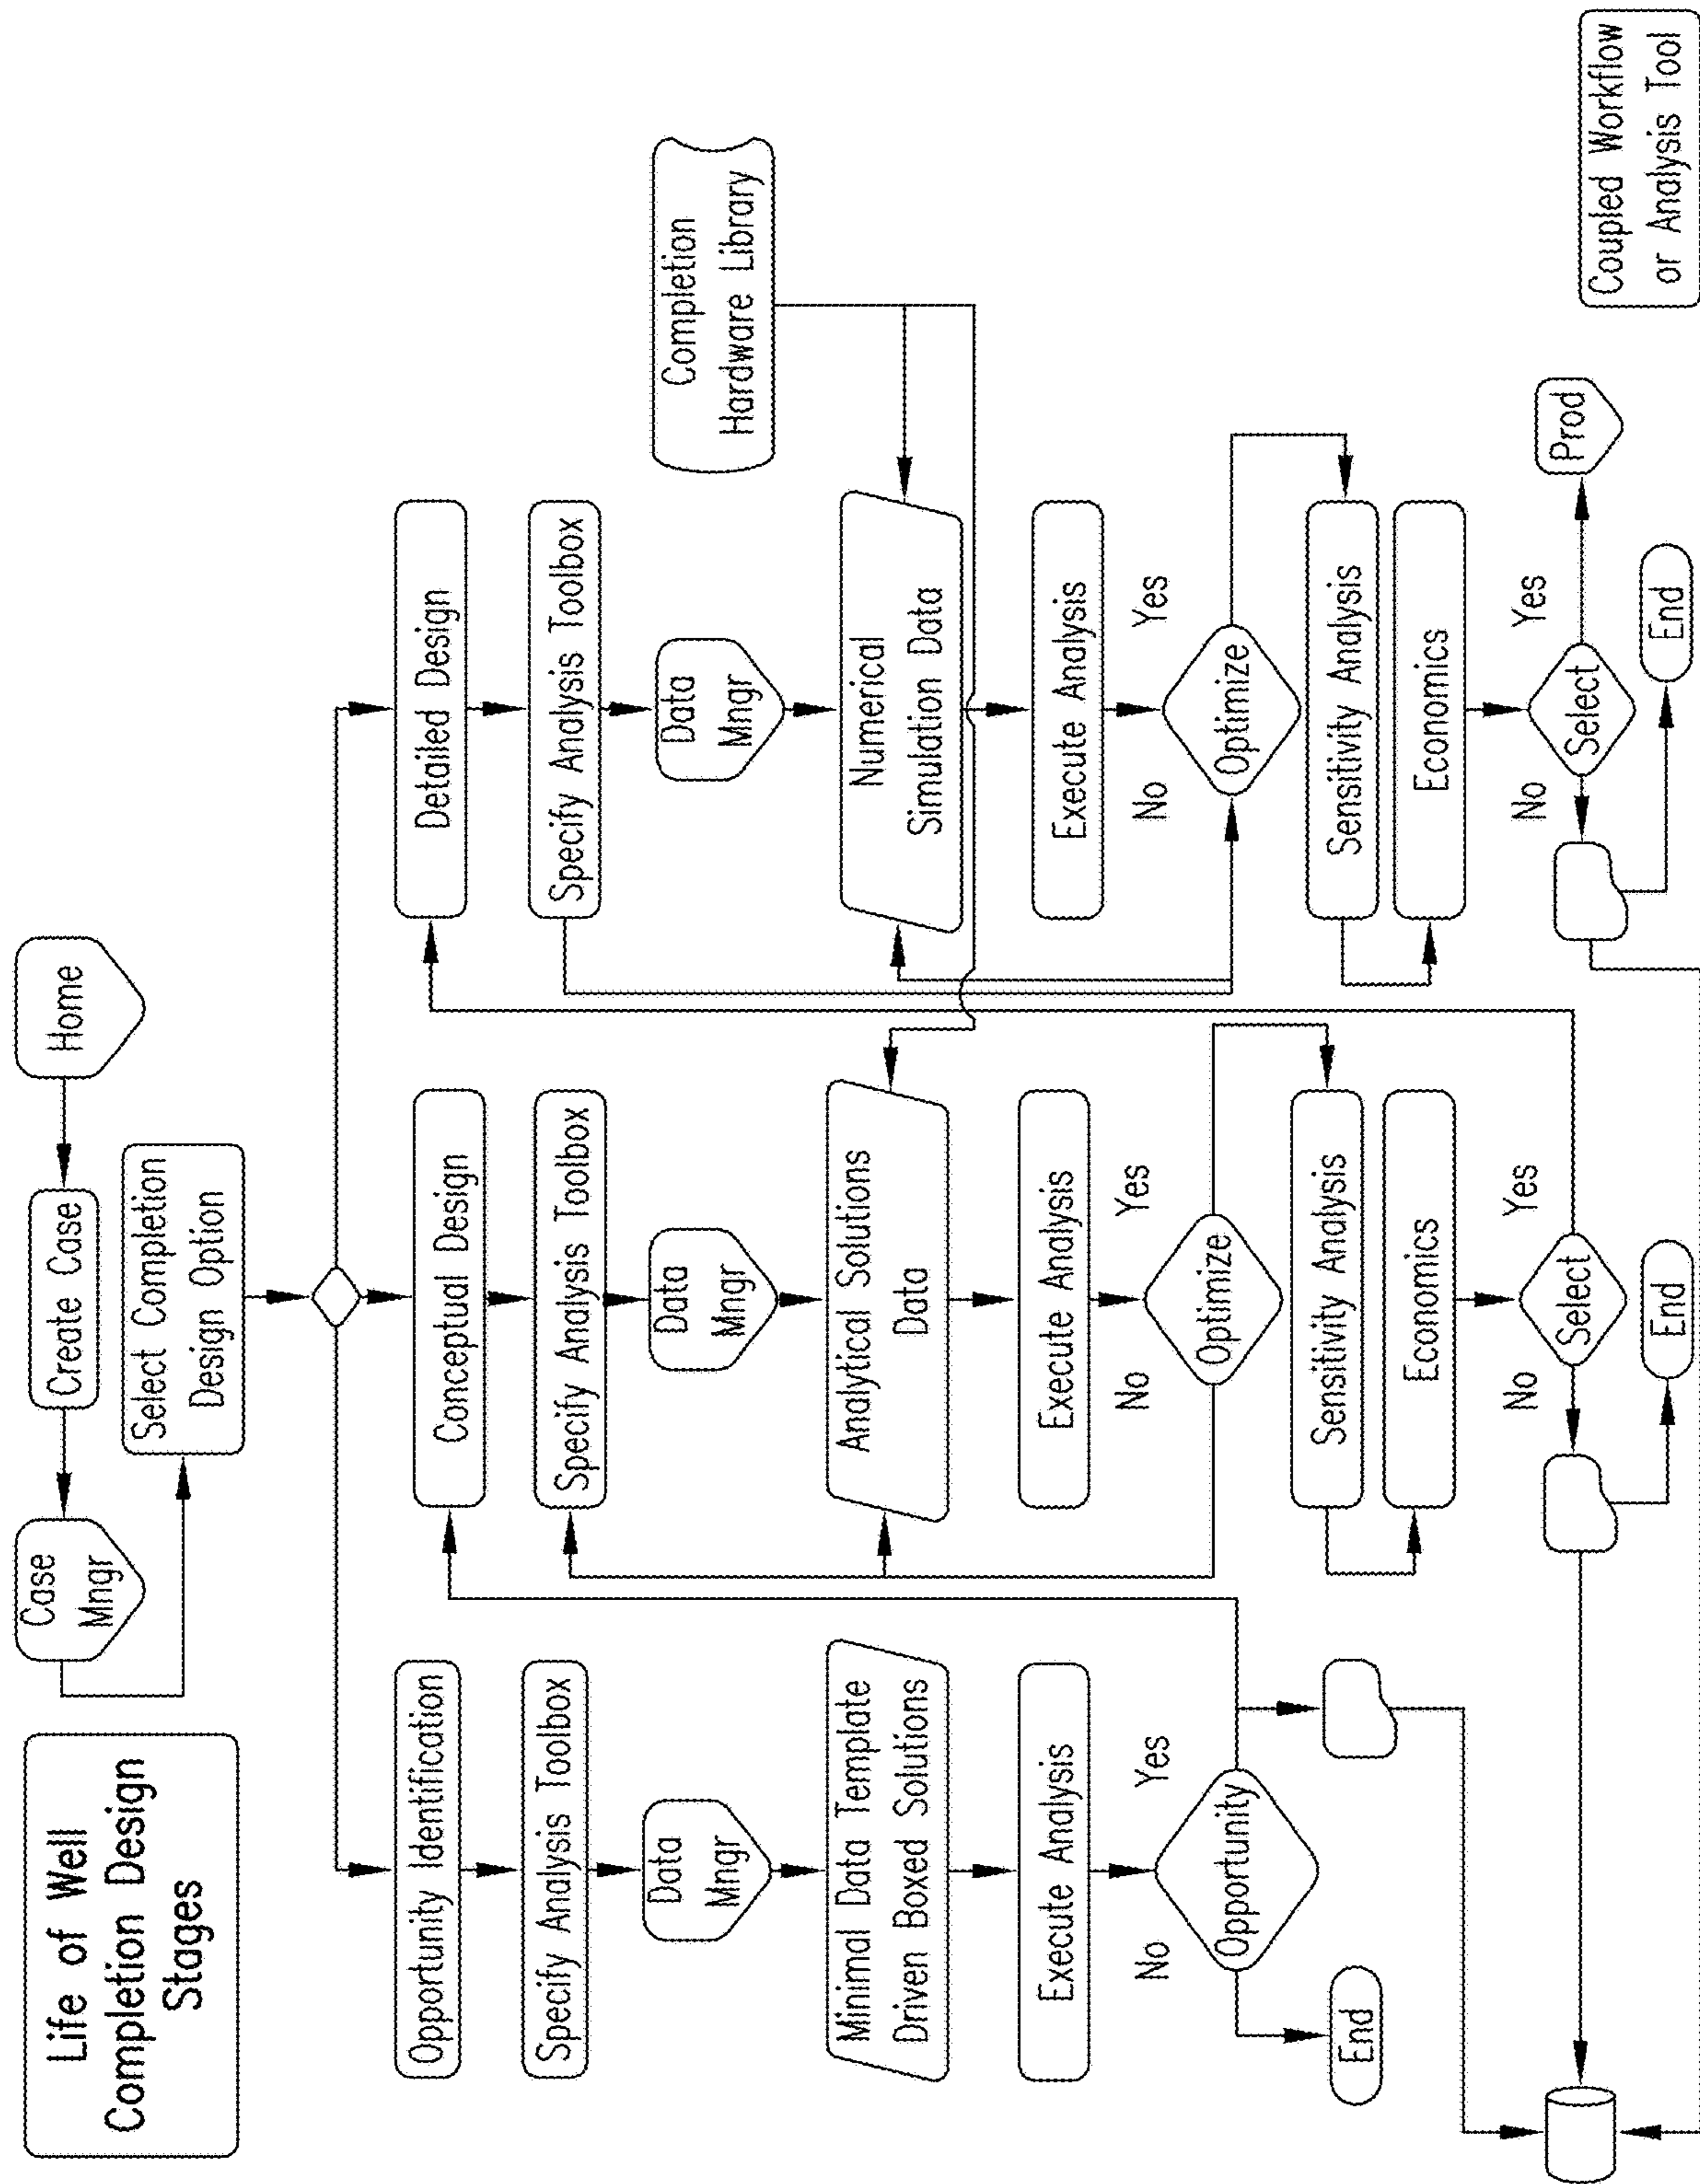 Life of Well
Completion Design
Stages
Case
Mngr
Create Case
Home
Select Completion
Design Option
Opportunity Identification
Specify Analysis Toolbox
Data
Mngr
Minimal Data Template
Driven Boxed Solutions
Execute Analysis
No
Yes
Opportunity
End
Conceptual Design
Specify Analysis Toolbox
Data
Mngr
Analytical Solutions
Data
Execute Analysis
No
Yes
Optimize
Sensitivity Analysis
Economics
No
Yes
Select
End
Detailed Design
Specify Analysis Toolbox
Data
Mngr
Numerical
Simulation Data
Execute Analysis
No
Yes
Optimize
Sensitivity Analysis
Economics
No
Yes
Select
Prod
End
Completion
Hardware Library
Coupled Workflow
or Analysis Tool